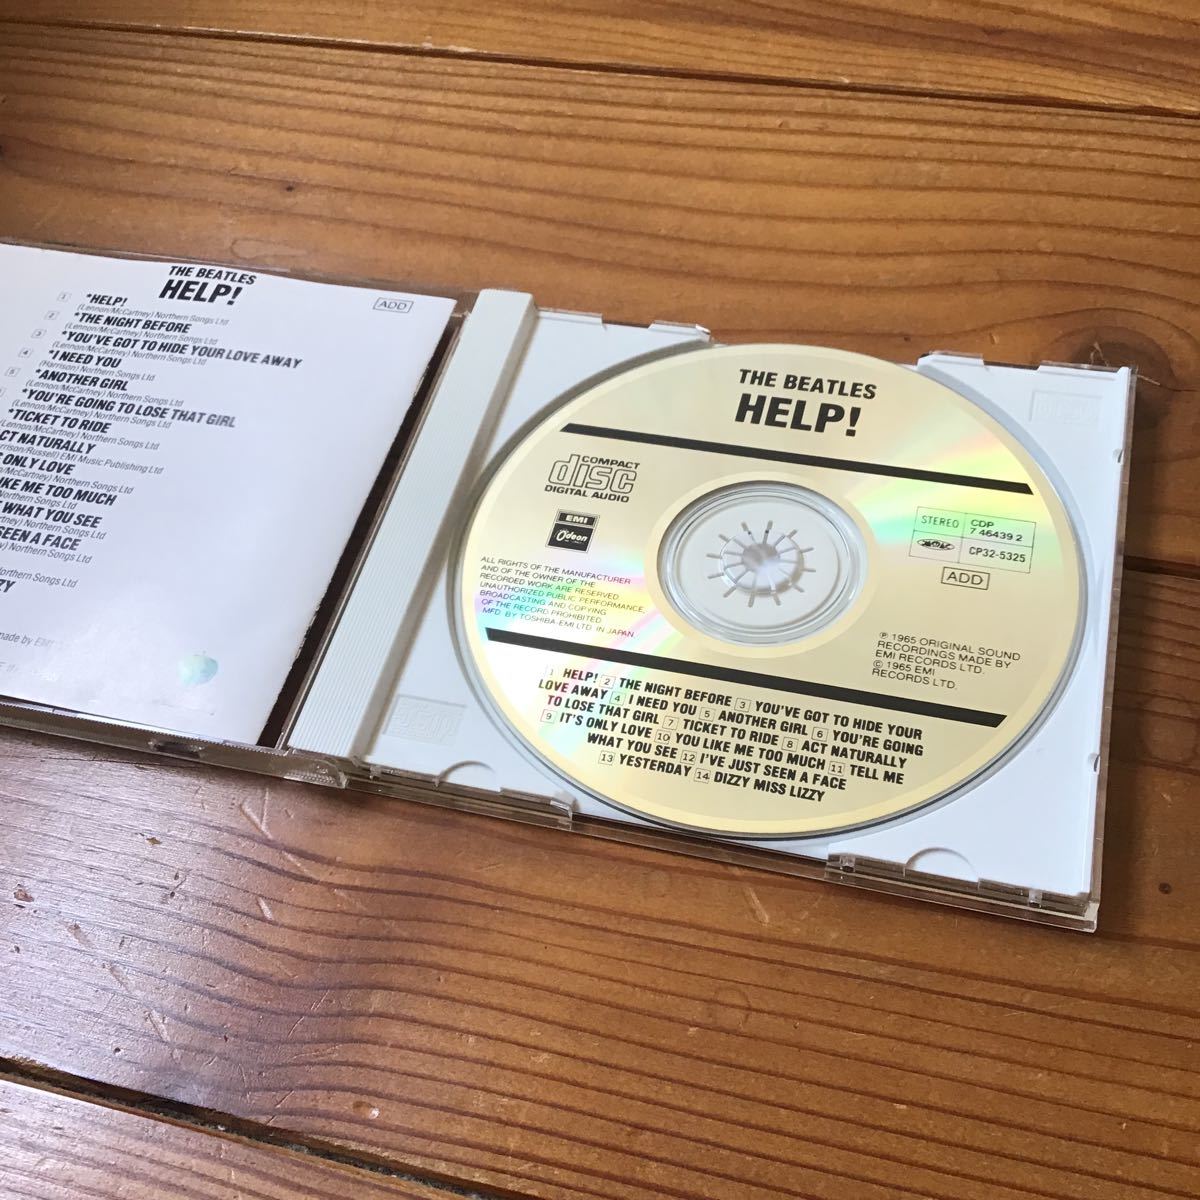 THE BEATLES
HELP!
ADD
1 *HELP!
(Lennon/McCartney) Northern Songs Ltd
2 *THE NIGHT BEFORE
(Lennon/McCartney) Northern Songs Ltd
3 *YOU'VE GOT TO HIDE YOUR LOVE AWAY
(Lennon/McCartney) Northern Songs Ltd
4 *I NEED YOU
(Harrison) Northern Songs Ltd
5 *ANOTHER GIRL
(Lennon/McCartney) Northern Songs Ltd
*YOU'RE GOING TO LOSE THAT GIRL
(Lennon/McCartney) Northern Songs Ltd
*TICKET TO RIDE
(Lennon/McCartney) Northern Songs Ltd
ACT NATURALLY
rrison/Russell) EMI Music Publishing Ltd
ONLY LOVE
Northern Songs Ltd
IKE ME TOO MUCH
Northern Songs Ltd
WHAT YOU SEE
rtney) Northern Songs Ltd
SEEN A FACE
Northern Songs Ltd
ZY
made by EMI
THE BEATLES
HELP!
COMPACT
disc
DIGITAL AUDIO
EMI
Odeon
STEREO
CDP
7 46439 2
CP32-5325
ADD
ALL RIGHTS OF THE MANUFACTURER
AND OF THE OWNER OF THE
RECORDED WORK ARE RESERVED
UNAUTHORIZED PUBLIC PERFORMANCE,
BROADCASTING AND COPYING
OF THE RECORD PROHIBITED
MFD. BY TOSHIBA-EMI LTD. IN JAPAN
℗ 1965 ORIGINAL SOUND
RECORDINGS MADE BY
EMI RECORDS LTD.
© 1965 EMI
RECORDS LTD.
1 HELP! 2 THE NIGHT BEFORE 3 YOU'VE GOT TO HIDE YOUR
LOVE AWAY 4 I NEED YOU 5 ANOTHER GIRL 6 YOU'RE GOING
TO LOSE THAT GIRL 7 TICKET TO RIDE 8 ACT NATURALLY
9 IT'S ONLY LOVE 10 YOU LIKE ME TOO MUCH 11 TELL ME
WHAT YOU SEE 12 I'VE JUST SEEN A FACE
13 YESTERDAY 14 DIZZY MISS LIZZY